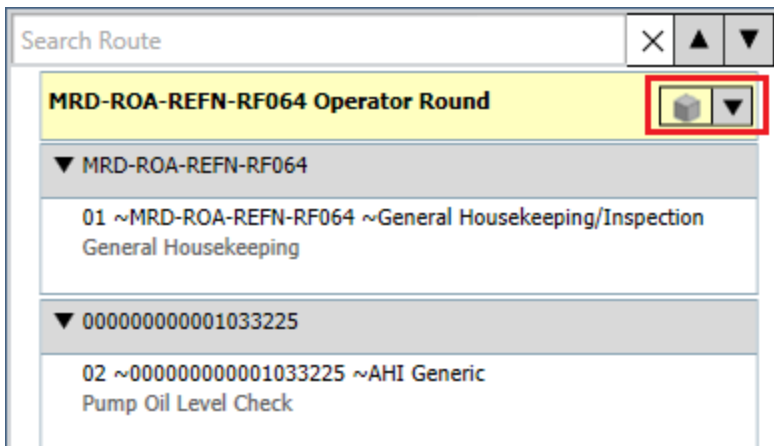 Search Route
MRD-ROA-REFN-RF064 Operator Round
MRD-ROA-REFN-RF064
01 ~MRD-ROA-REFN-RF064 ~General Housekeeping/Inspection
General Housekeeping
000000000001033225
02 ~000000000001033225 ~AHI Generic
Pump Oil Level Check